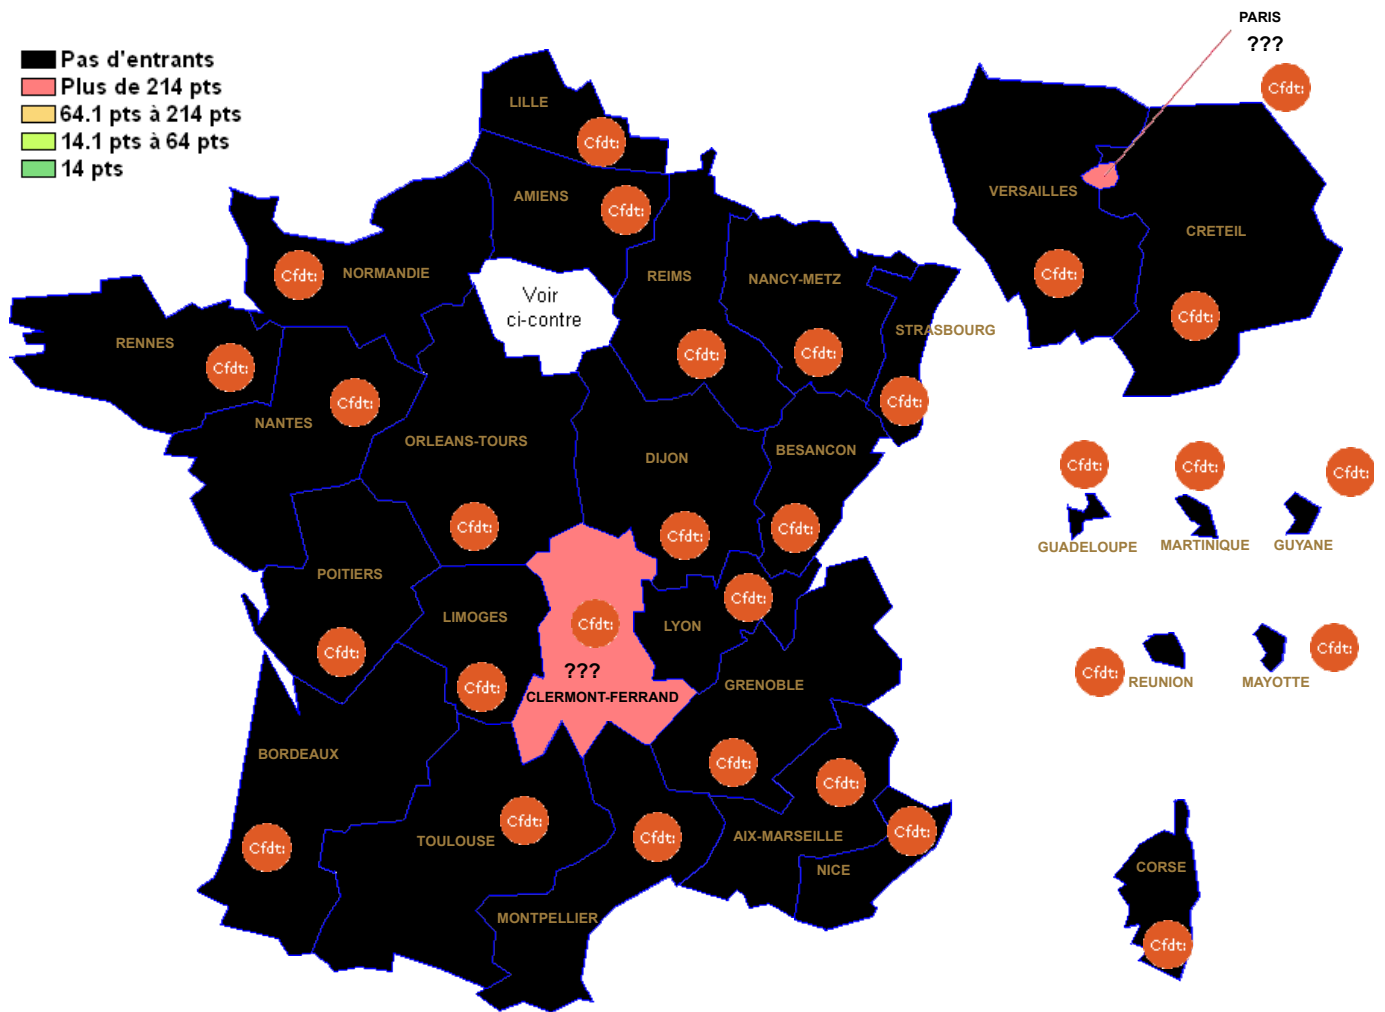 PARIS
???
Cfdt:
Pas d'entrants
Plus de 214 pts
64.1 pts à 214 pts
14.1 pts à 64 pts
14 pts
LILLE
Cfdt:
AMIENS
Cfdt:
VERSAILLES
CRETEIL
Cfdt:
Cfdt:
NORMANDIE
Cfdt:
REIMS
NANCY-METZ
Voir
ci-contre
STRASBOURG
RENNES
Cfdt:
Cfdt:
Cfdt:
Cfdt:
NANTES
Cfdt:
ORLEANS-TOURS
DIJON
BESANCON
Cfdt:
Cfdt:
Cfdt:
Cfdt:
Cfdt:
Cfdt:
GUADELOUPE
MARTINIQUE
GUYANE
POITIERS
Cfdt:
LIMOGES
Cfdt:
LYON
Cfdt:
Cfdt:
???
CLERMONT-FERRAND
Cfdt:
GRENOBLE
Cfdt:
REUNION
MAYOTTE
Cfdt:
BORDEAUX
Cfdt:
Cfdt:
TOULOUSE
Cfdt:
Cfdt:
AIX-MARSEILLE
Cfdt:
Cfdt:
NICE
CORSE
MONTPELLIER
Cfdt: